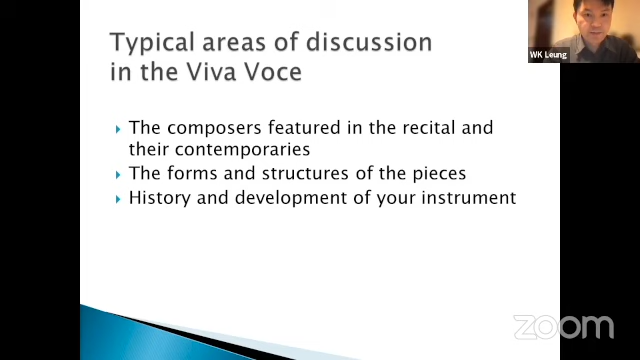 Typical areas of discussion
in the Viva Voce
The composers featured in the recital and
their contemporaries
The forms and structures of the pieces
History and development of your instrument
WK Leung
zoom